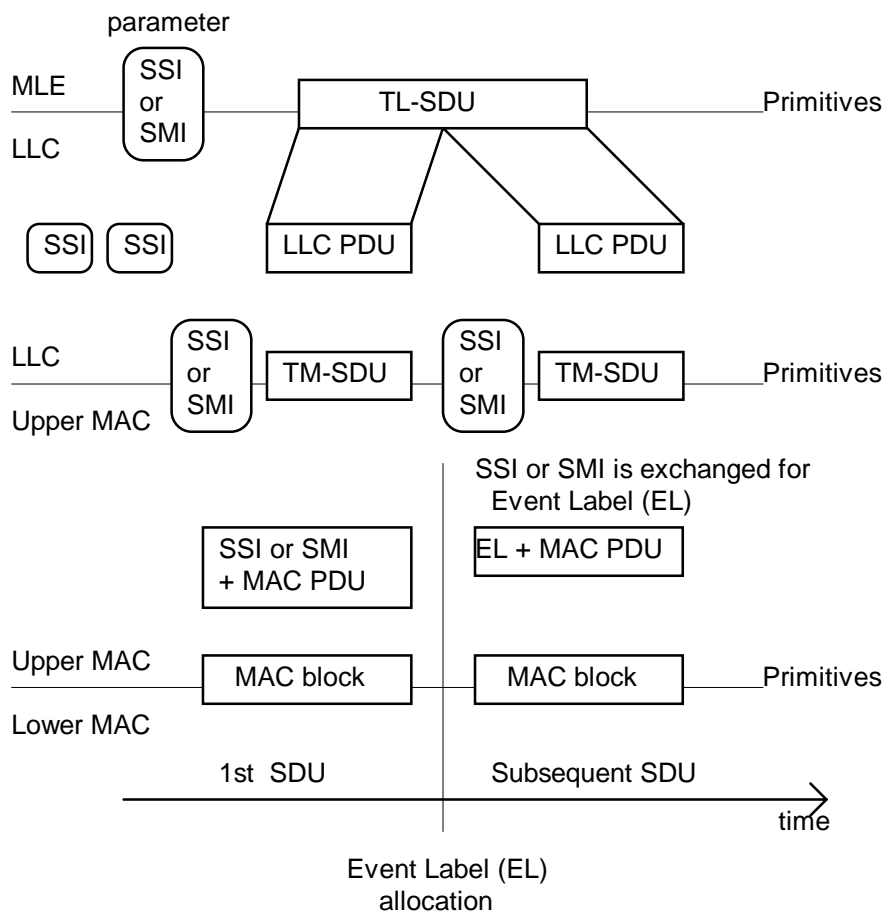 parameter
SSI
or
SMI
MLE
TL-SDU
Primitives
LLC
SSI
SSI
LLC PDU
LLC PDU
LLC
SSI
or
SMI
TM-SDU
SSI
or
SMI
TM-SDU
Primitives
Upper MAC
SSI or SMI is exchanged for
Event Label (EL)
SSI or SMI
+ MAC PDU
EL + MAC PDU
Upper MAC
MAC block
MAC block
Primitives
Lower MAC
1st SDU
Subsequent SDU
time
Event Label (EL)
allocation